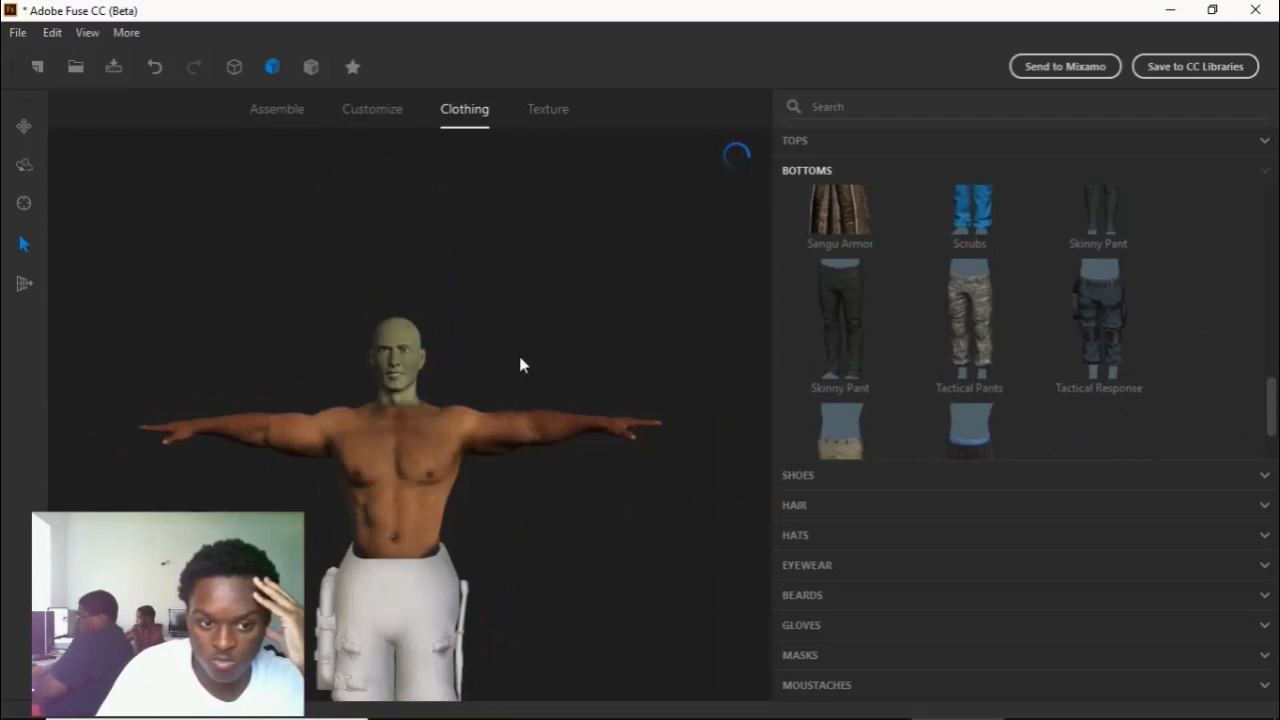 Fs * Adobe Fuse CC (Beta)
File Edit View More
Send to Mixamo Save to CC Libraries
Assemble Customize Clothing Texture
Search
TOPS
BOTTOMS
Sangu Armor Scrubs Skinny Pant
Skinny Pant Tactical Pants Tactical Response
SHOES
HAIR
HATS
EYEWEAR
BEARDS
GLOVES
MASKS
MOUSTACHES